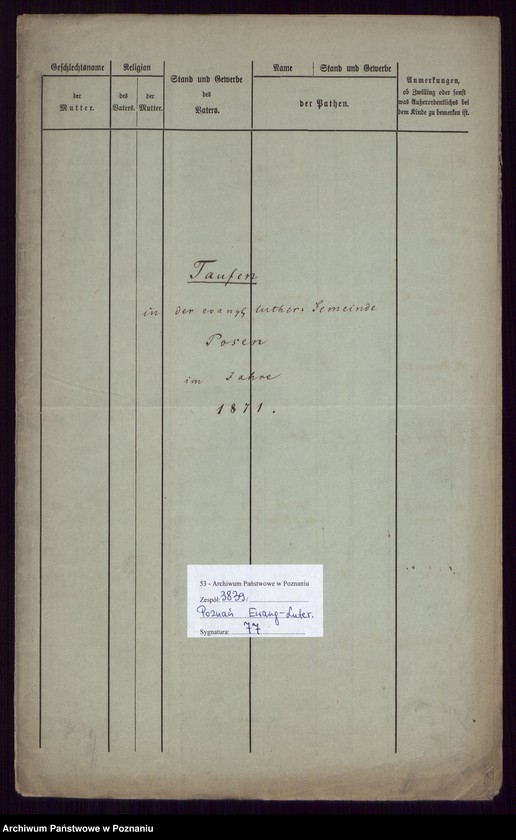 Geschlechtsname
der
Mutter.
Religion
des Vaters.
der Mutter.
Stand und Gewerbe
des
Vaters.
Name | Stand und Gewerbe
der Pathen.
Anmerkungen,
ob Zwilling oder sonst
was Außerordentliches bei
dem Kinde zu bemerken ist.
Taufen
in der evangl luther. Gemeinde
Posen
im Jahre
1871.
53 - Archiwum Państwowe w Poznaniu
Zespół: 3839/
Poznań Evang-Luter.
Sygnatura: 77
Archiwum Państwowe w Poznaniu